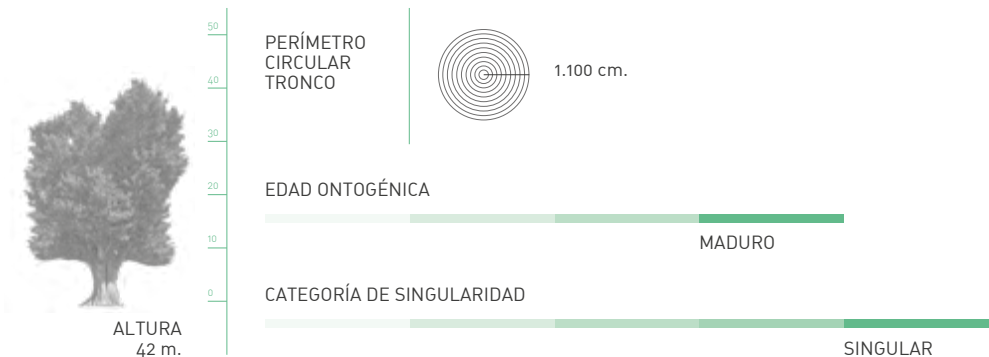 50
40
30
20
10
0
ALTURA
42 m.
PERÍMETRO
CIRCULAR
TRONCO
1.100 cm.
EDAD ONTOGÉNICA
MADURO
CATEGORÍA DE SINGULARIDAD
SINGULAR